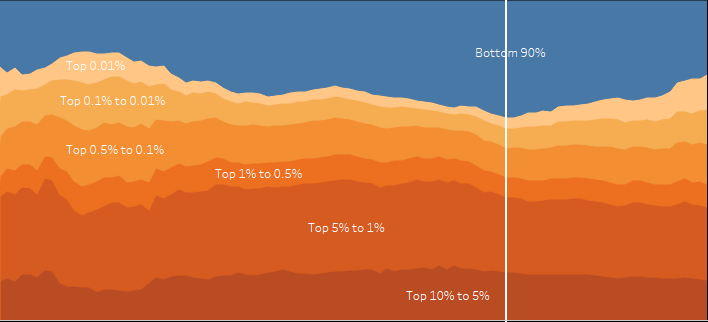 Bottom 90%
Top 0.01%
Top 0.1% to 0.01%
Top 0.5% to 0.1%
Top 1% to 0.5%
Top 5% to 1%
Top 10% to 5%